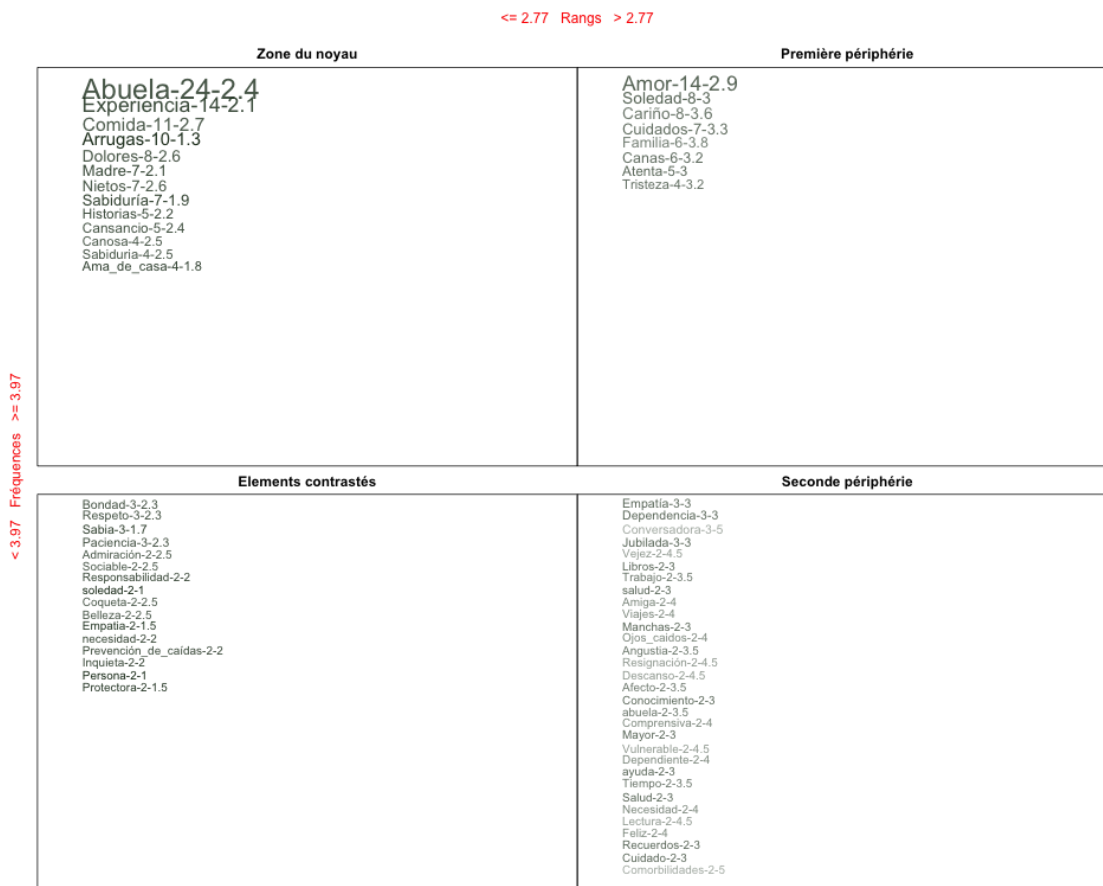 <= 2.77 Rangs > 2.77
Zone du noyau
Abuela-24-2.4
Experiencia-14-2.1
Comida-11-2.7
Arrugas-10-1.3
Dolores-8-2.6
Madre-7-2.1
Nietos-7-2.6
Sabiduría-7-1.9
Historias-5-2.2
Cansancio-5-2.4
Canosa-4-2.5
Sabiduria-4-2.5
Ama_de_casa-4-1.8
Première périphérie
Amor-14-2.9
Soledad-8-3
Cariño-8-3.6
Cuidados-7-3.3
Familia-6-3.8
Canas-6-3.2
Atenta-5-3
Tristeza-4-3.2
< 3.97 Fréquences >= 3.97
Elements contrastés
Bondad-3-2.3
Respeto-3-2.3
Sabia-3-1.7
Paciencia-3-2.3
Admiración-2-2.5
Sociable-2-2.5
Responsabilidad-2-2
soledad-2-1
Coqueta-2-2.5
Belleza-2-2.5
Empatia-2-1.5
necesidad-2-2
Prevención_de_caídas-2-2
Inquieta-2-2
Persona-2-1
Protectora-2-1.5
Seconde périphérie
Empatía-3-3
Dependencia-3-3
Conversadora-3-5
Jubilada-3-3
Vejez-2-4.5
Libros-2-3
Trabajo-2-3.5
salud-2-3
Amiga-2-4
Viajes-2-4
Manchas-2-3
Ojos_caidos-2-4
Angustia-2-3.5
Resignación-2-4.5
Descanso-2-4.5
Afecto-2-3.5
Conocimiento-2-3
abuela-2-3.5
Comprensiva-2-4
Mayor-2-3
Vulnerable-2-4.5
Dependiente-2-4
ayuda-2-3
Tiempo-2-3.5
Salud-2-3
Necesidad-2-4
Lectura-2-4.5
Feliz-2-4
Recuerdos-2-3
Cuidado-2-3
Comorbilidades-2-5